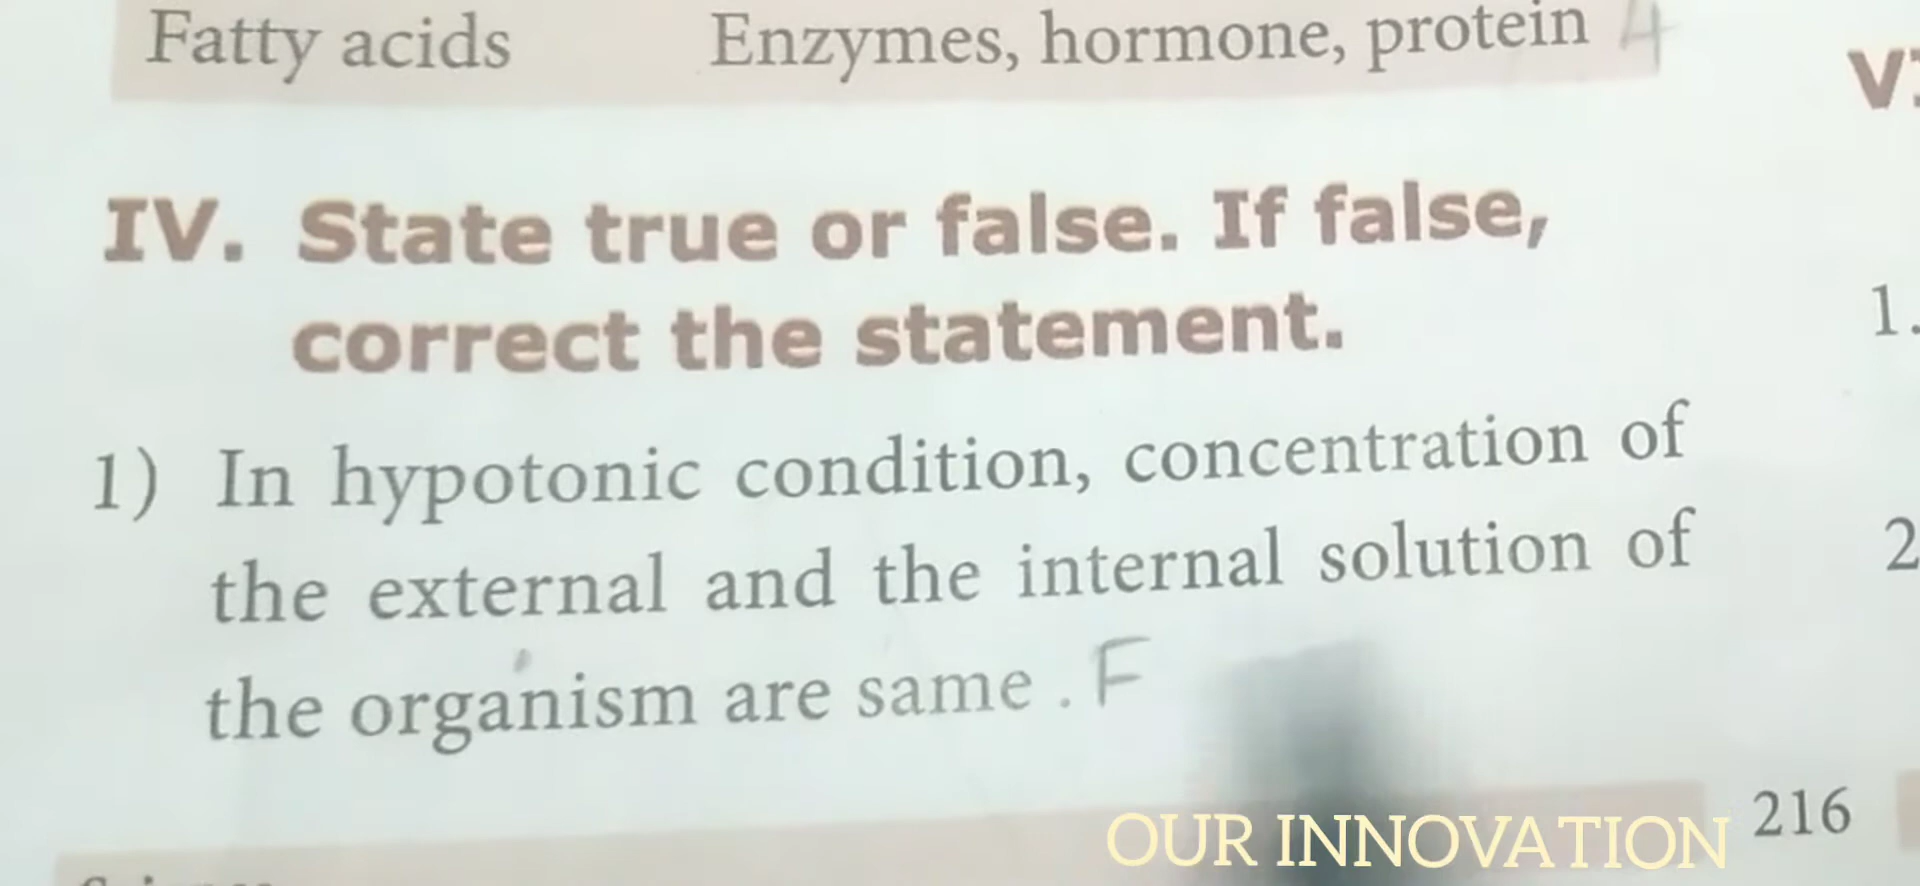 Fatty acids Enzymes, hormone, protein 4
IV. State true or false. If false,
correct the statement.
1) In hypotonic condition, concentration of
the external and the internal solution of
the organism are same . F
216
OUR INNOVATION
1.
2